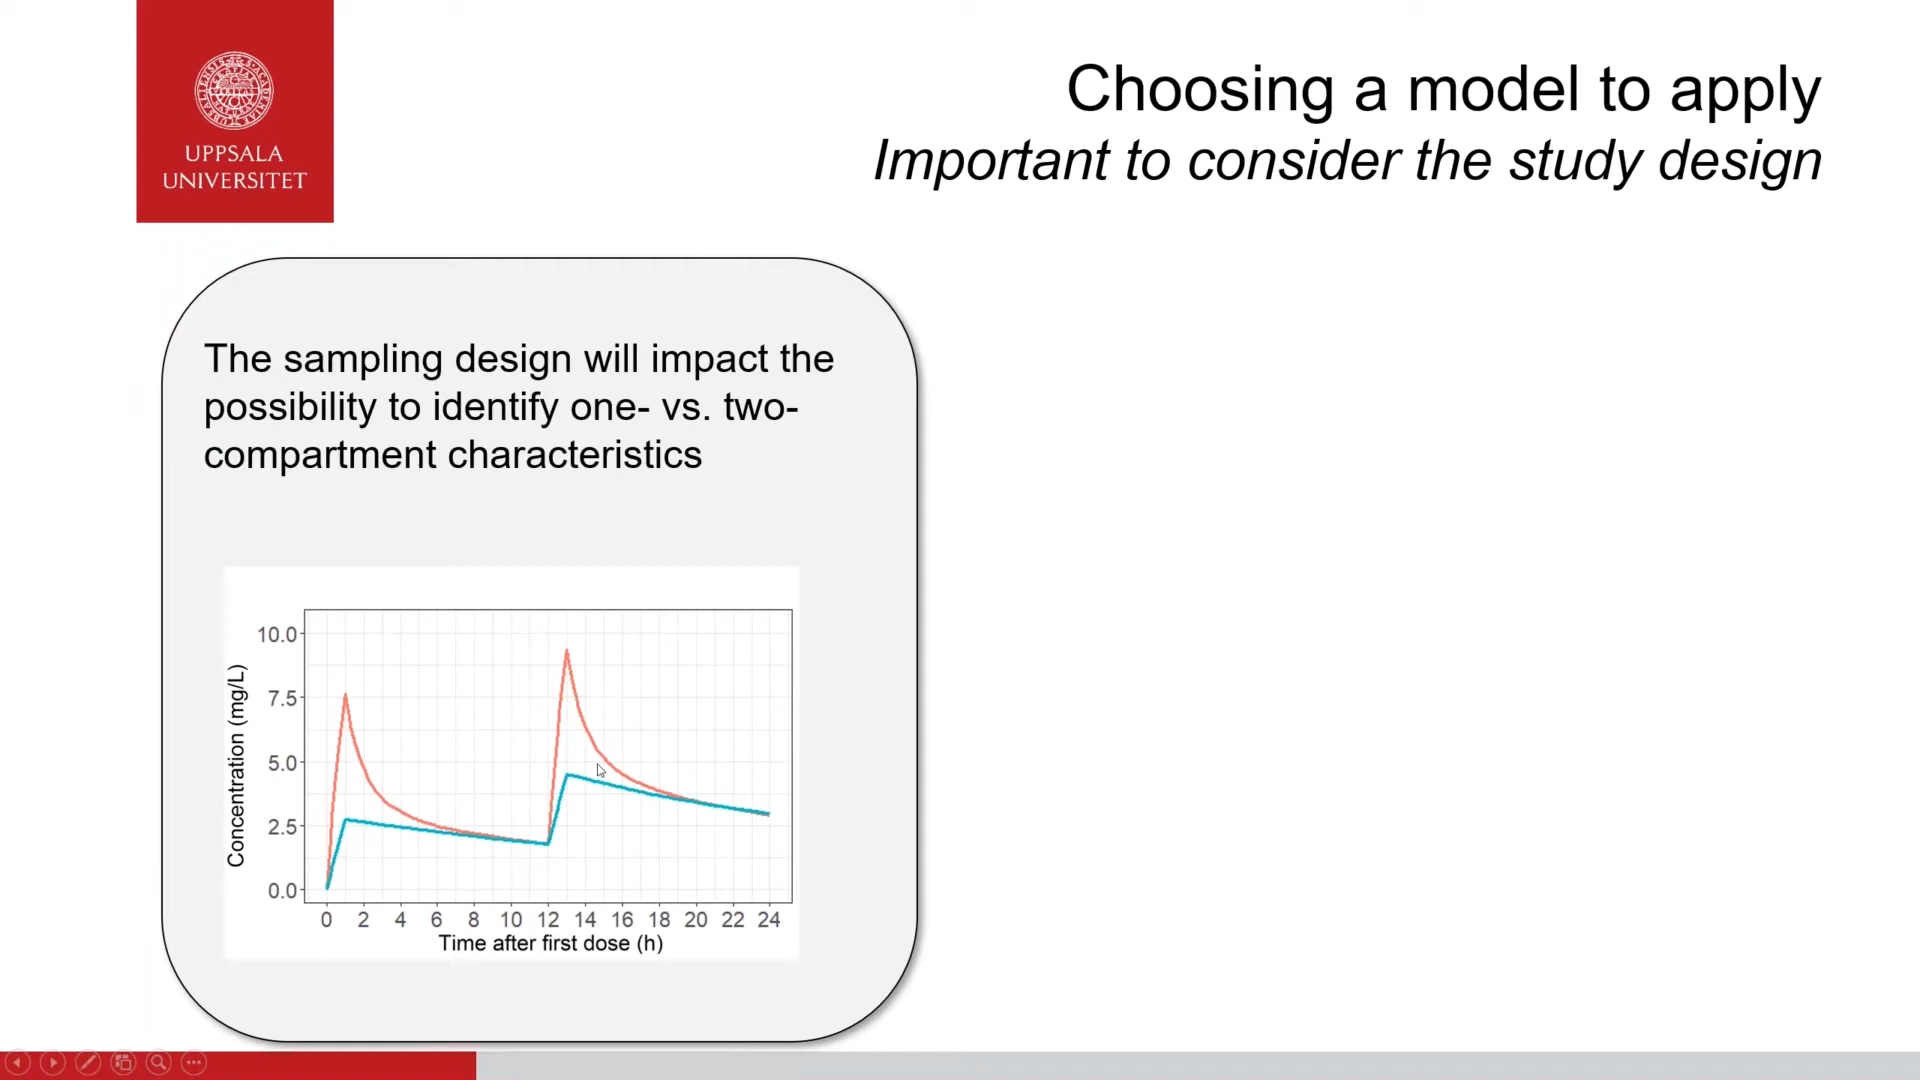 UPPSALA
UNIVERSITET
Choosing a model to apply
Important to consider the study design
The sampling design will impact the
possibility to identify one- vs. two-
compartment characteristics
Concentration (mg/L)
10.0
7.5
5.0
2.5
0.0
0 2 4 6 8 10 12 14 16 18 20 22 24
Time after first dose (h)